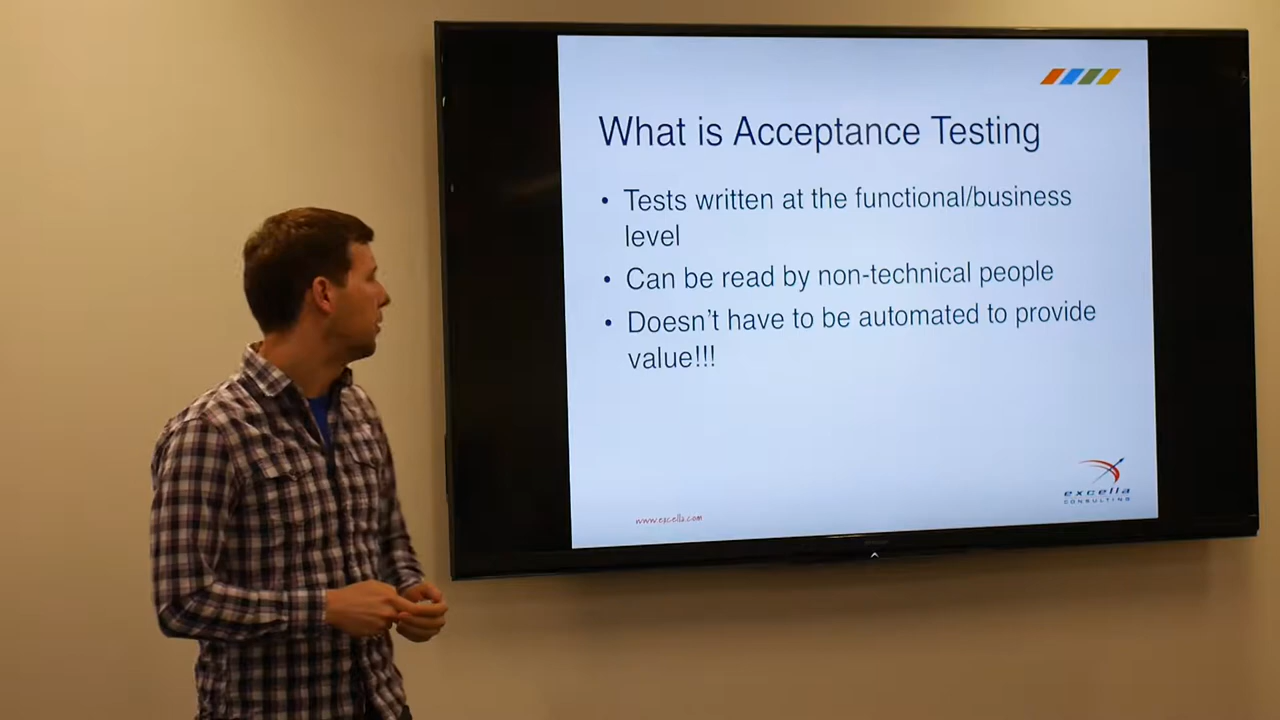 What is Acceptance Testing
• Tests written at the functional/business
level
• Can be read by non-technical people
• Doesn't have to be automated to provide
value!!!
excella
CONSULTING
www.excella.com